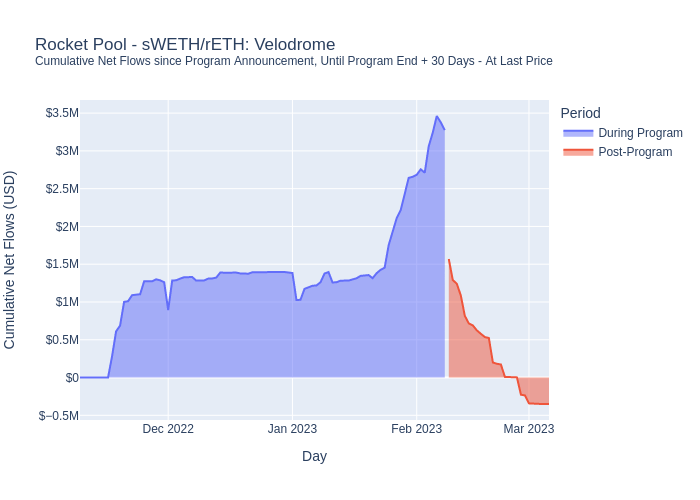 Rocket Pool - sWETH/rETH: Velodrome
Cumulative Net Flows since Program Announcement, Until Program End + 30 Days - At Last Price
Period
During Program
Post-Program
Cumulative Net Flows (USD)
$3.5M
$3M
$2.5M
$2M
$1.5M
$1M
$0.5M
$0
$−0.5M
Dec 2022
Jan 2023
Feb 2023
Mar 2023
Day